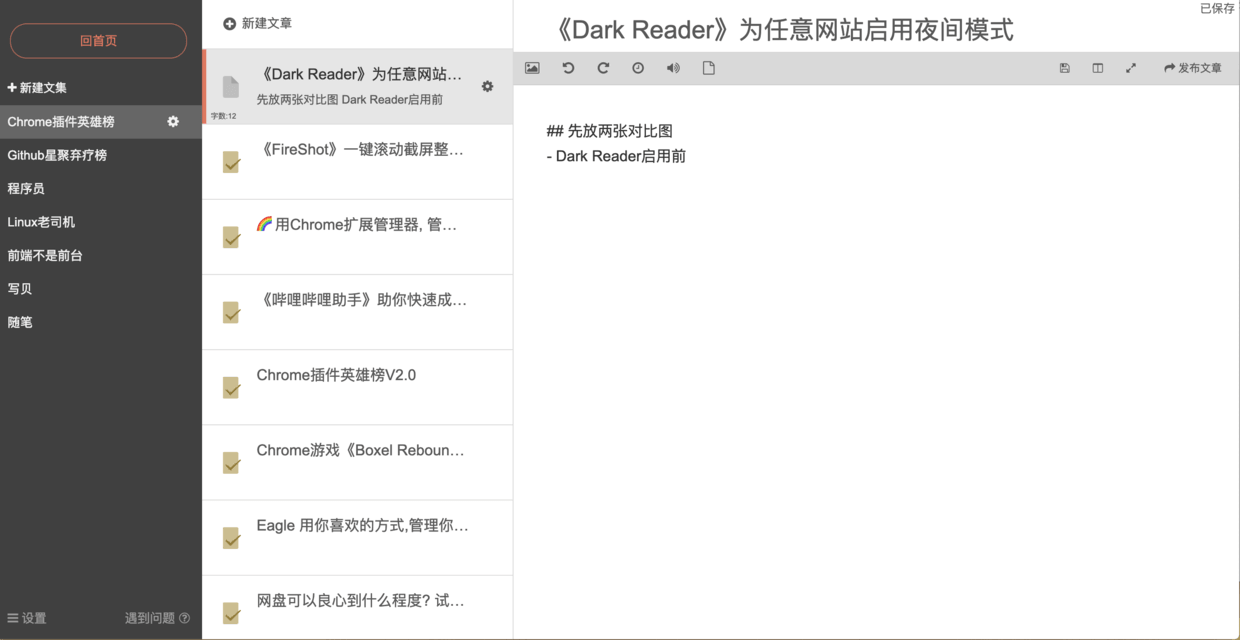 回首页
新建文集
Chrome插件英雄榜
Github星聚弃疗榜
程序员
Linux老司机
前端不是前台
写贝
随笔
设置
遇到问题
新建文章
《Dark Reader》为任意网站...
先放两张对比图 Dark Reader启用前
字数:12
《FireShot》一键滚动截屏整...
🌈用Chrome扩展管理器, 管...
《哔哩哔哩助手》助你快速成...
Chrome插件英雄榜V2.0
Chrome游戏《Boxel Reboun...
Eagle 用你喜欢的方式,管理你...
网盘可以良心到什么程度? 试...
已保存
《Dark Reader》为任意网站启用夜间模式
发布文章
## 先放两张对比图
- Dark Reader启用前